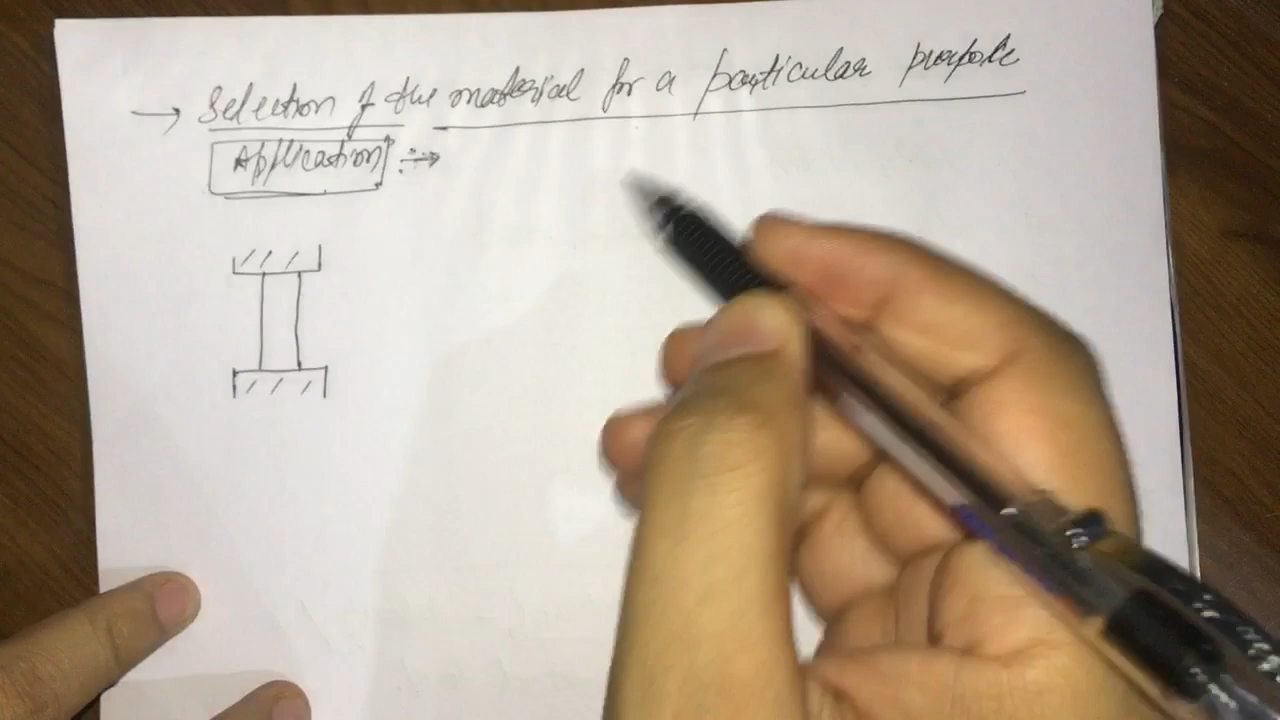 → Selection of the material for a particular purpose
Application :→